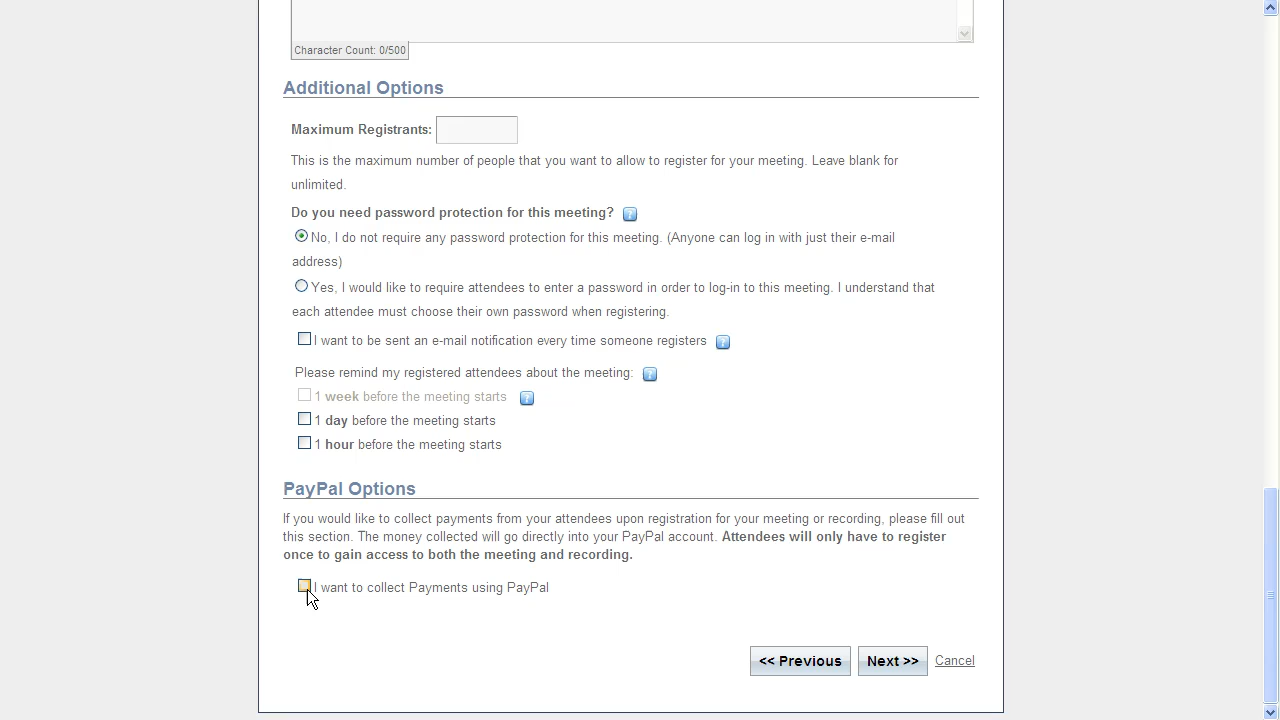 Character Count: 0/500
Additional Options
Maximum Registrants:
This is the maximum number of people that you want to allow to register for your meeting. Leave blank for
unlimited.
Do you need password protection for this meeting? ?
No, I do not require any password protection for this meeting. (Anyone can log in with just their e-mail
address)
Yes, I would like to require attendees to enter a password in order to log-in to this meeting. I understand that
each attendee must choose their own password when registering.
I want to be sent an e-mail notification every time someone registers ?
Please remind my registered attendees about the meeting: ?
1 week before the meeting starts ?
1 day before the meeting starts
1 hour before the meeting starts
PayPal Options
If you would like to collect payments from your attendees upon registration for your meeting or recording, please fill out
this section. The money collected will go directly into your PayPal account. Attendees will only have to register
once to gain access to both the meeting and recording.
I want to collect Payments using PayPal
<< Previous Next >> Cancel